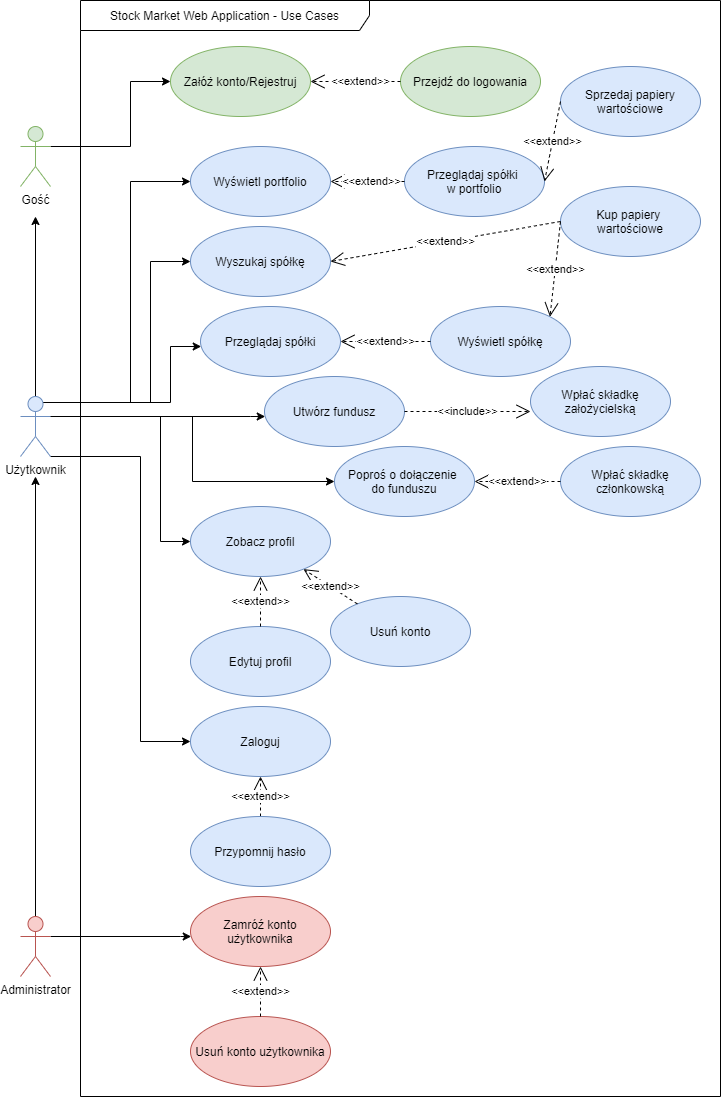 Stock Market Web Application - Use Cases
Załóż konto/Rejestruj
<<extend>>
Przejdź do logowania
Sprzedaj papiery
wartościowe
<<extend>>
Gość
Wyświetl portfolio
<<extend>>
Przeglądaj spółki
w portfolio
Kup papiery
wartościowe
<<extend>>
Wyszukaj spółkę
<<extend>>
Przeglądaj spółki
<<extend>>
Wyświetl spółkę
Utwórz fundusz
<<include>>
Wpłać składkę
założycielską
Użytkownik
Poproś o dołączenie
do funduszu
<<extend>>
Wpłać składkę
członkowską
Zobacz profil
<<extend>>
<<extend>>
Usuń konto
Edytuj profil
Zaloguj
<<extend>>
Przypomnij hasło
Zamróź konto
użytkownika
Administrator
<<extend>>
Usuń konto użytkownika